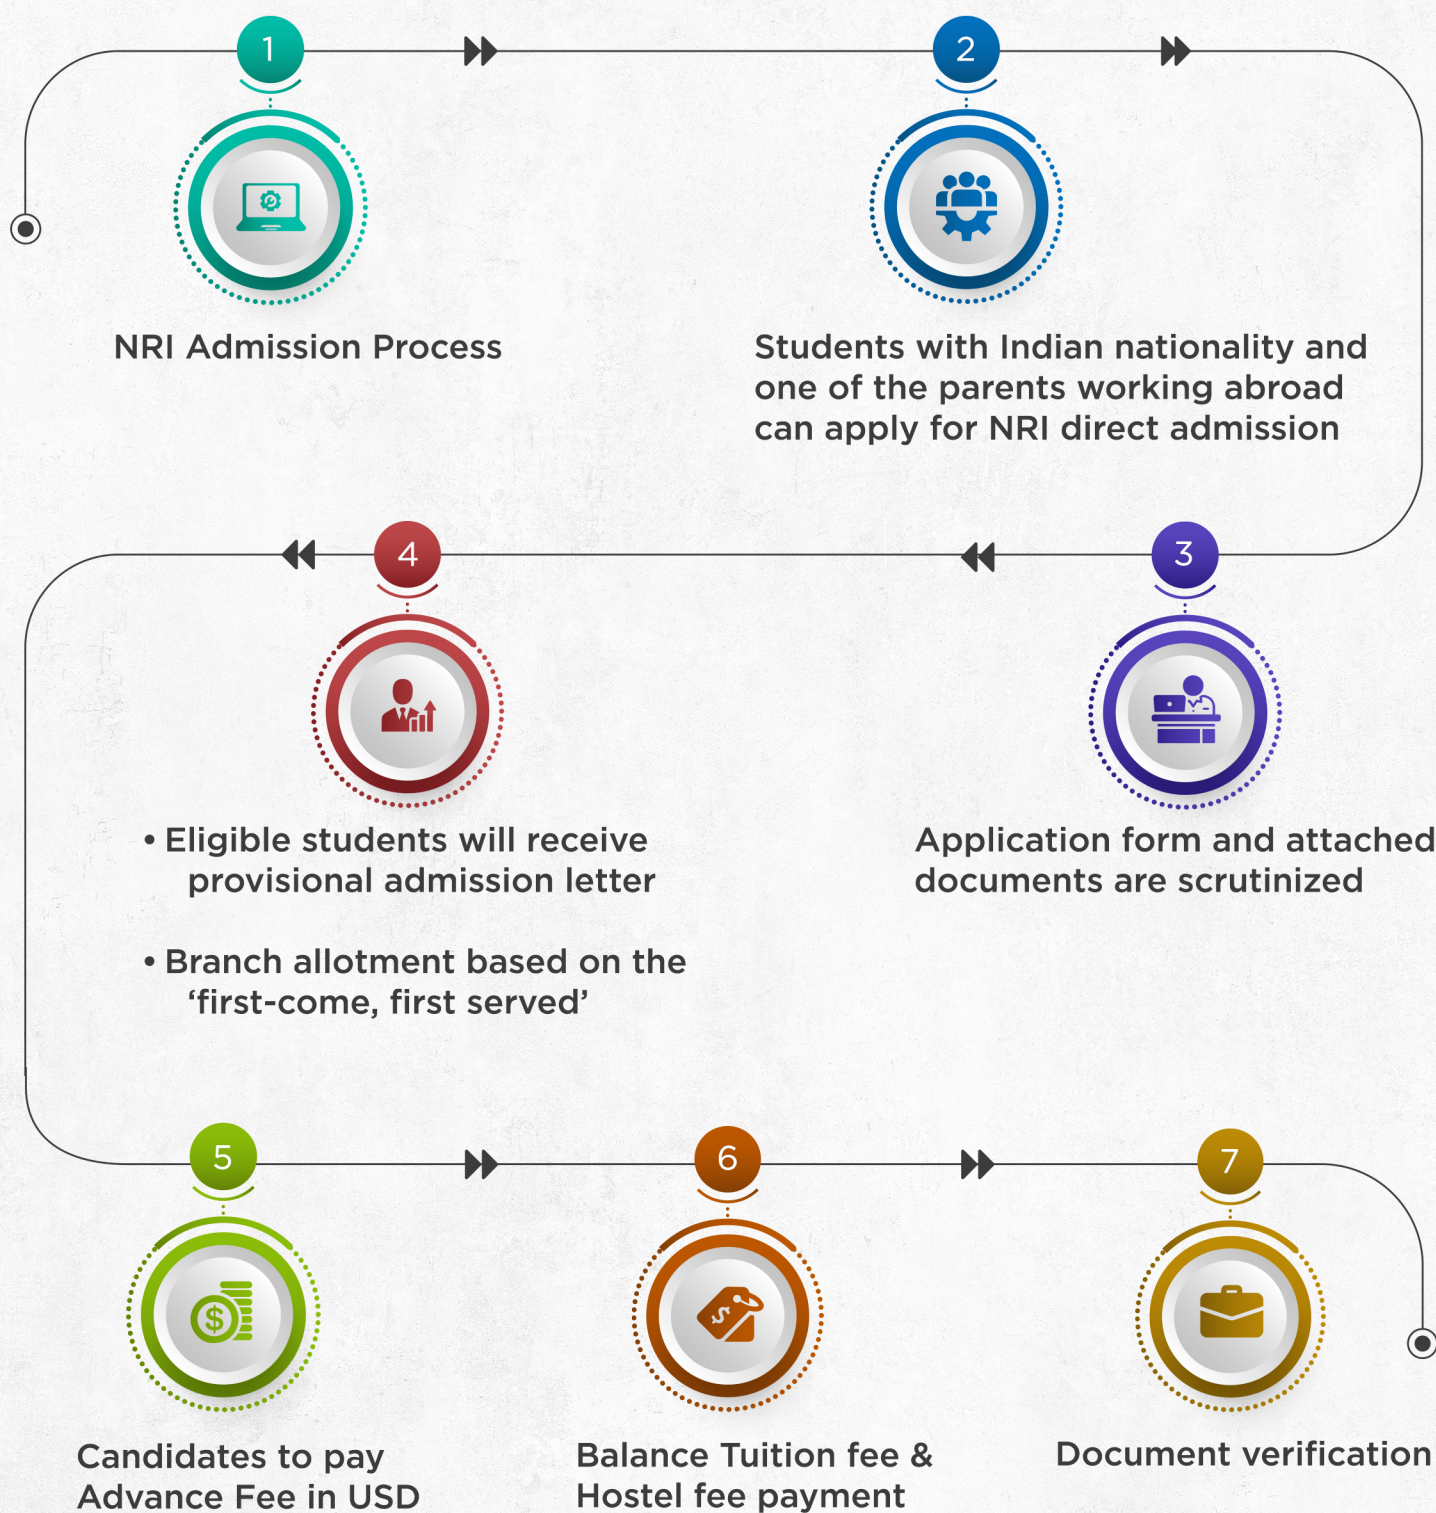 1
NRI Admission Process
2
Students with Indian nationality and
one of the parents working abroad
can apply for NRI direct admission
3
Application form and attached
documents are scrutinized
4
• Eligible students will receive
provisional admission letter
• Branch allotment based on the
‘first-come, first served’
5
$
Candidates to pay
Advance Fee in USD
6
$
Balance Tuition fee &
Hostel fee payment
7
Document verification